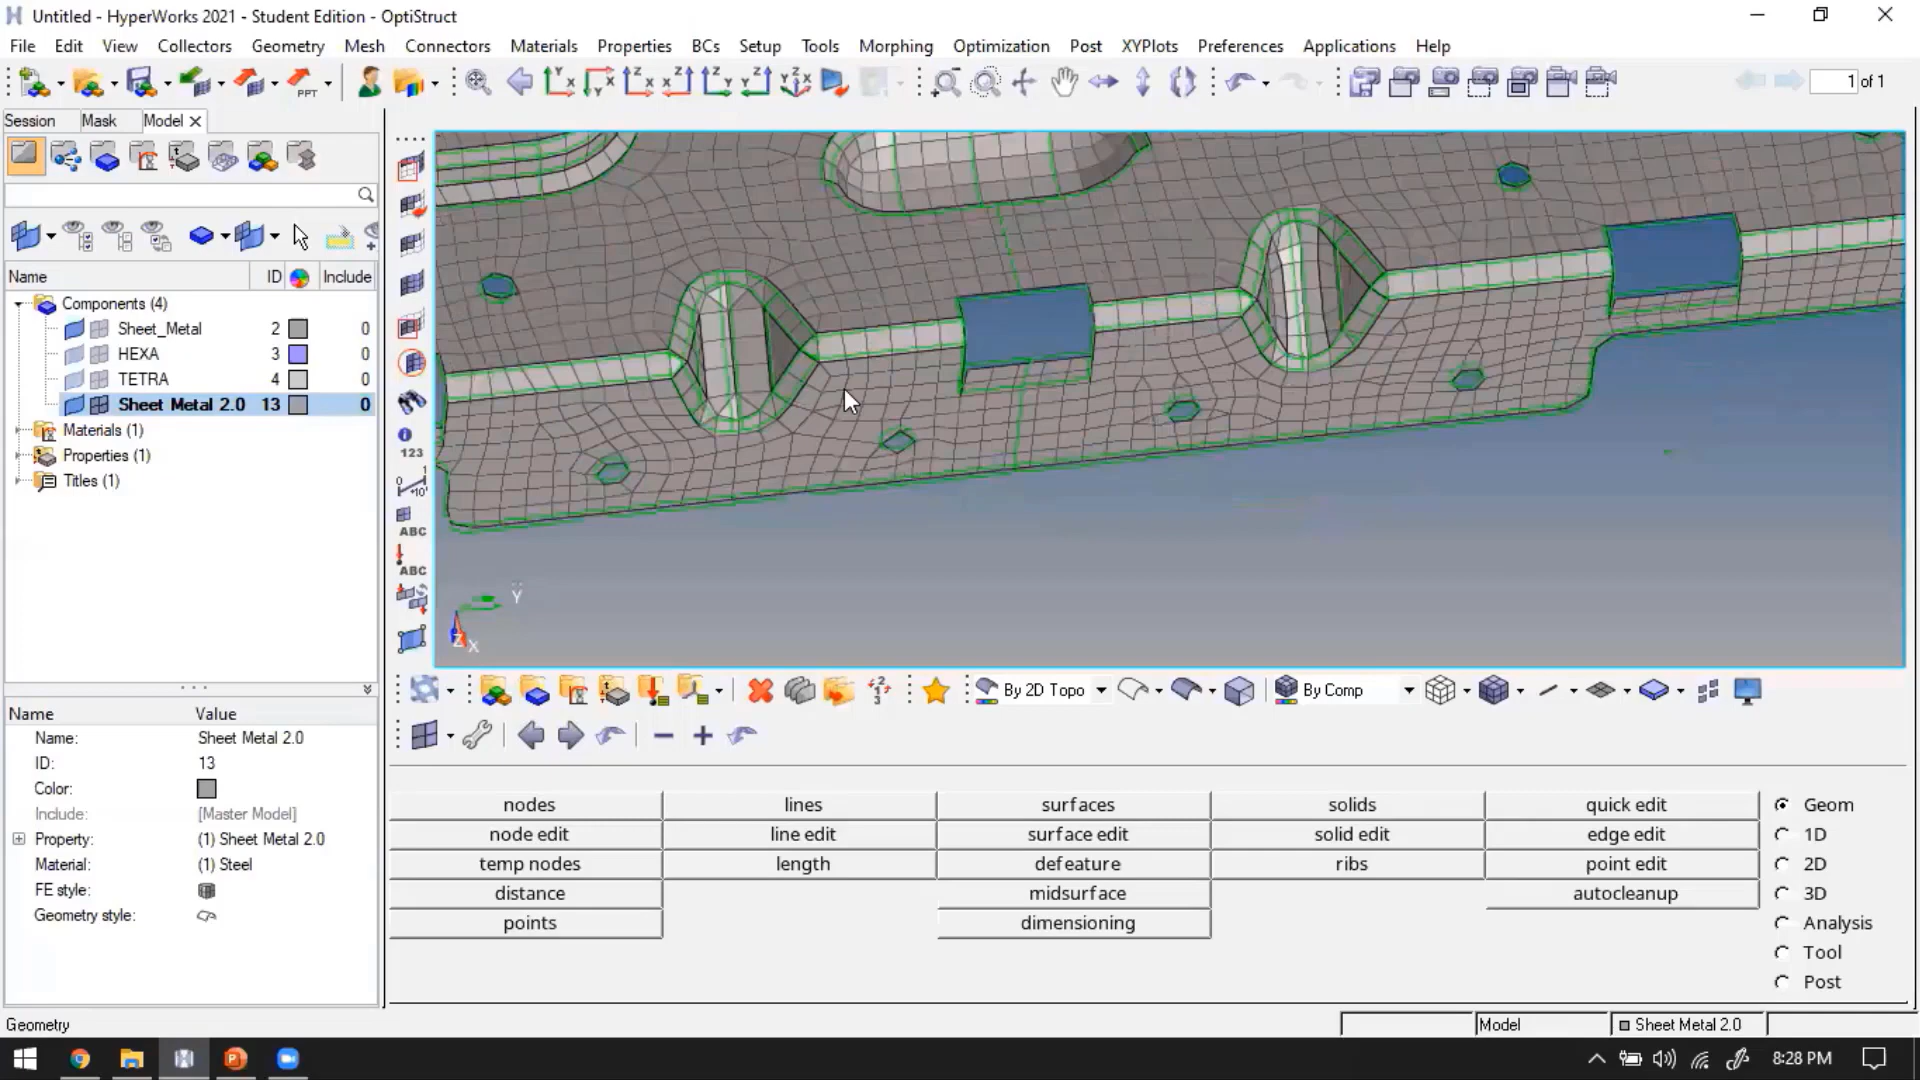 Untitled - HyperWorks 2021 - Student Edition - OptiStruct
File Edit View Collectors Geometry Mesh Connectors Materials Properties BCs Setup Tools Morphing Optimization Post XYPlots Preferences Applications Help
PPT
1 of 1
Session Mask Model
Name ID Include
Components (4)
Sheet_Metal 2 0
HEXA 3 0
TETRA 4 0
Sheet Metal 2.0 13 0
Materials (1)
Properties (1)
Titles (1)
123
ABC
ABC
Y
Z X
By 2D Topo By Comp
Name Value
Name: Sheet Metal 2.0
ID: 13
Color:
Include: [Master Model]
Property: (1) Sheet Metal 2.0
Material: (1) Steel
FE style:
Geometry style:
nodes lines surfaces solids quick edit Geom
node edit line edit surface edit solid edit edge edit 1D
temp nodes length defeature ribs point edit 2D
distance midsurface autocleanup 3D
points dimensioning Analysis
Tool
Post
Geometry Model Sheet Metal 2.0
8:28 PM